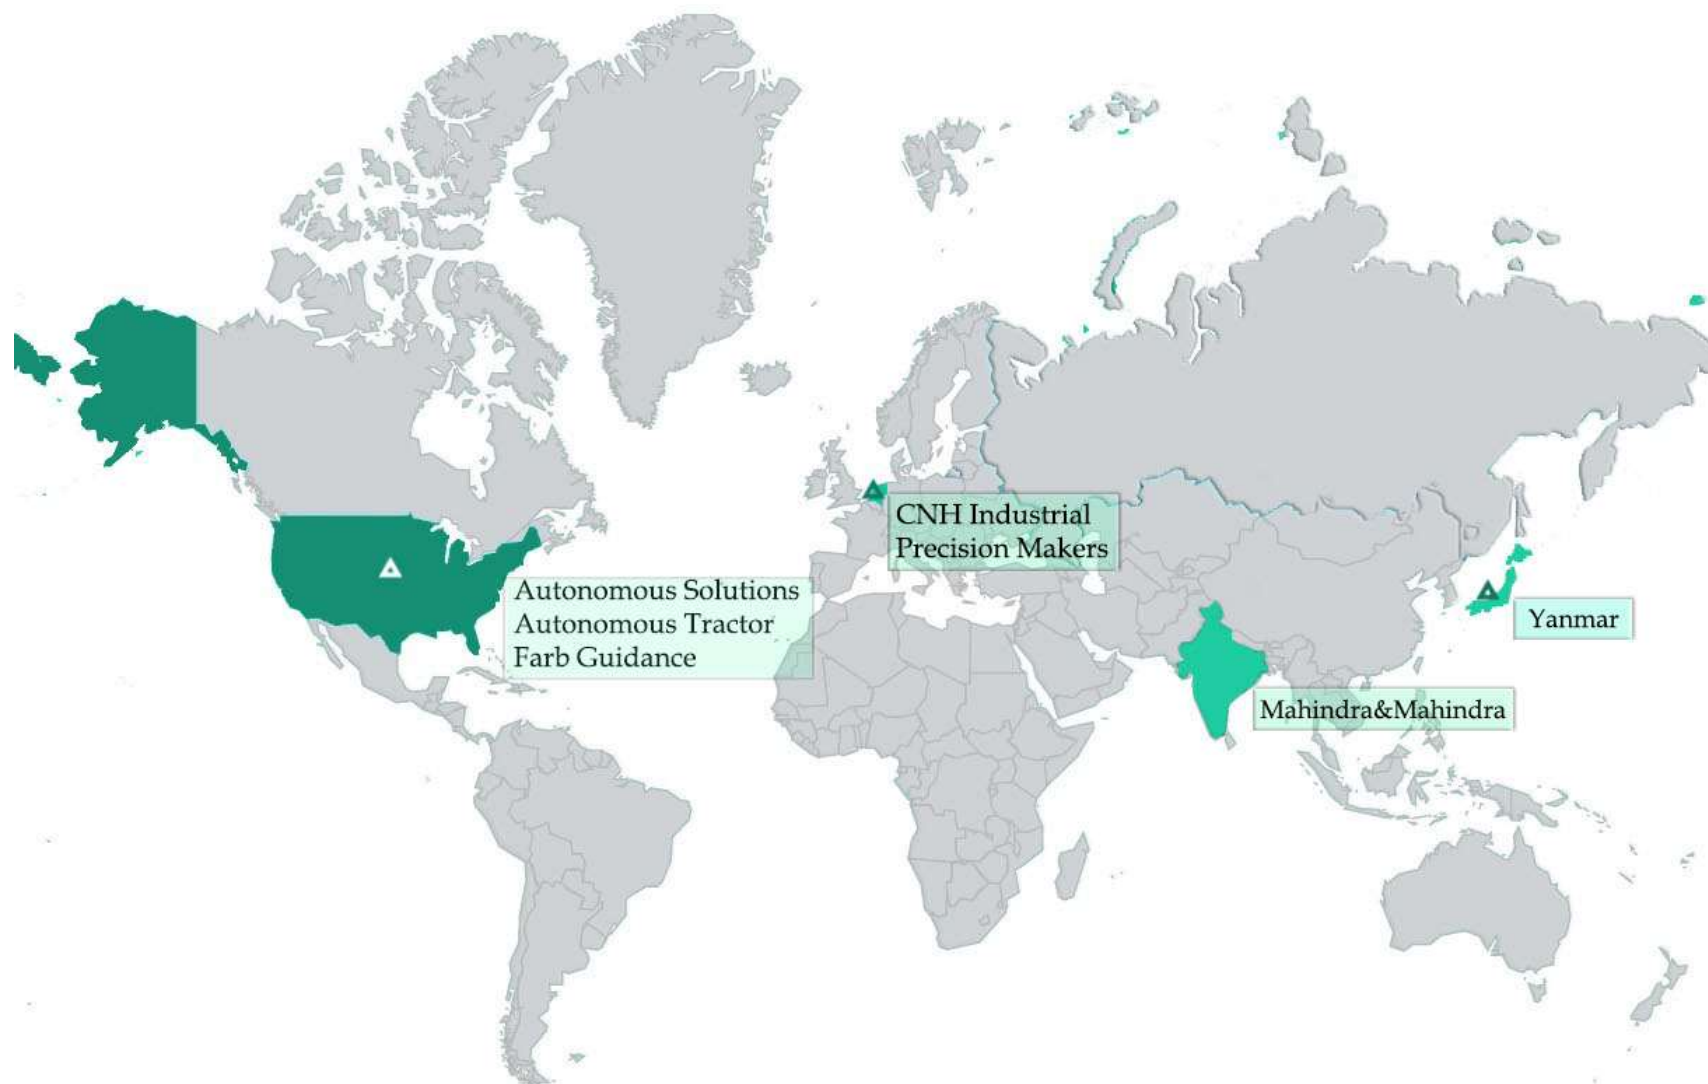 CNH Industrial
Precision Makers
Autonomous Solutions
Autonomous Tractor
Farb Guidance
Yanmar
Mahindra&Mahindra